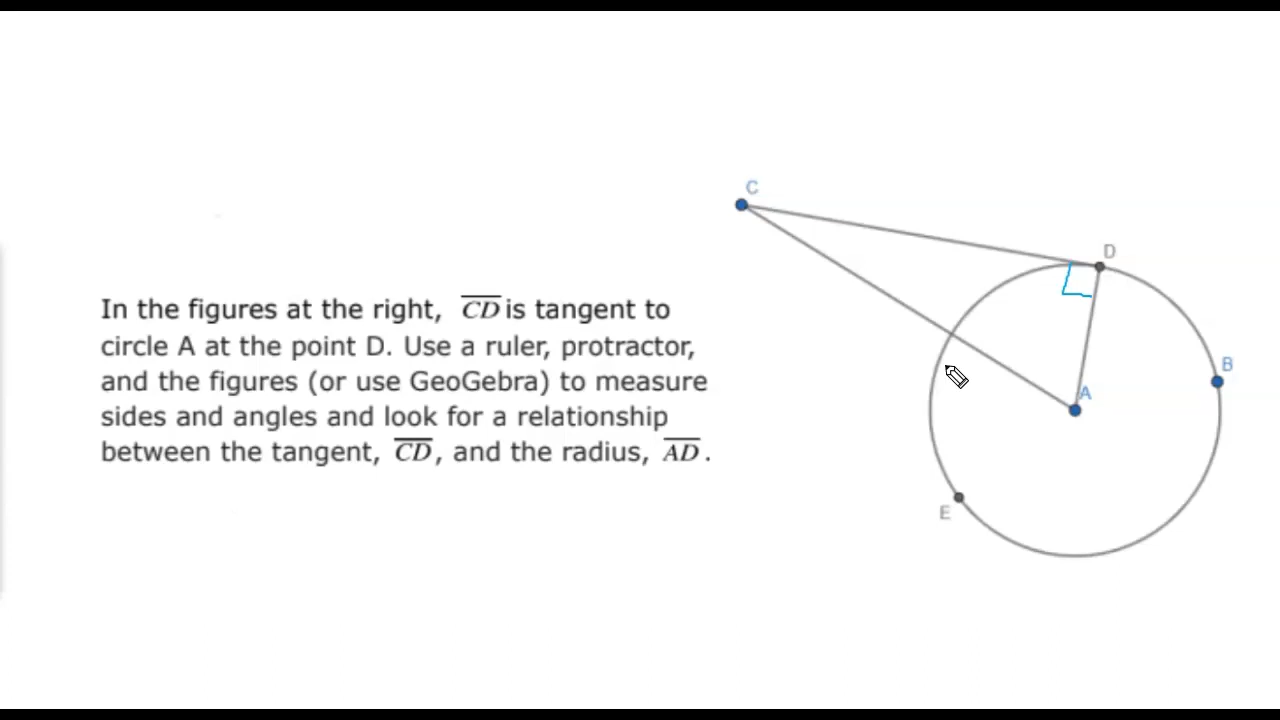 C
D
In the figures at the right, CD is tangent to
circle A at the point D. Use a ruler, protractor,
B
and the figures (or use GeoGebra) to measure
A
sides and angles and look for a relationship
between the tangent, CD, and the radius, AD.
E